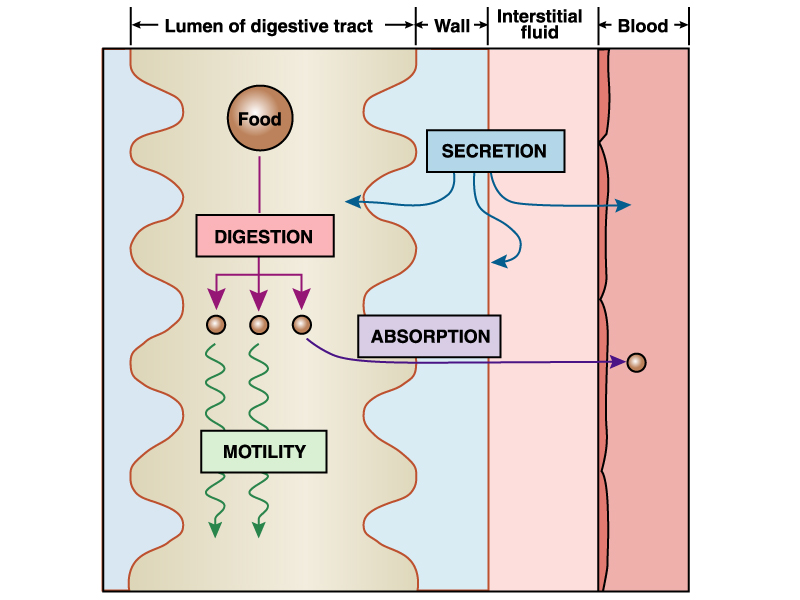 Lumen of digestive tract
Wall
Interstitial
fluid
Blood
Food
SECRETION
DIGESTION
ABSORPTION
MOTILITY